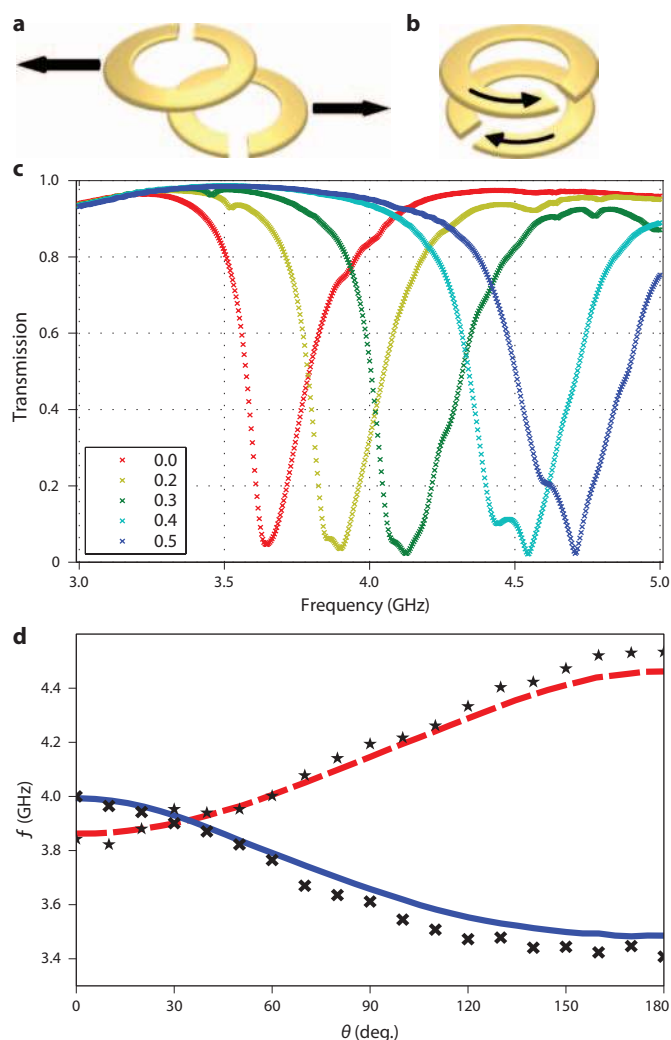 a
b
c
1.0
0.8
0.6
0.4
0.2
0
Transmission
0.0
0.2
0.3
0.4
0.5
3.0 3.5 4.0 4.5 5.0
Frequency (GHz)
d
4.4
4.2
4.0
3.8
3.6
3.4
f (GHz)
0 30 60 90 120 150 180
θ (deg.)